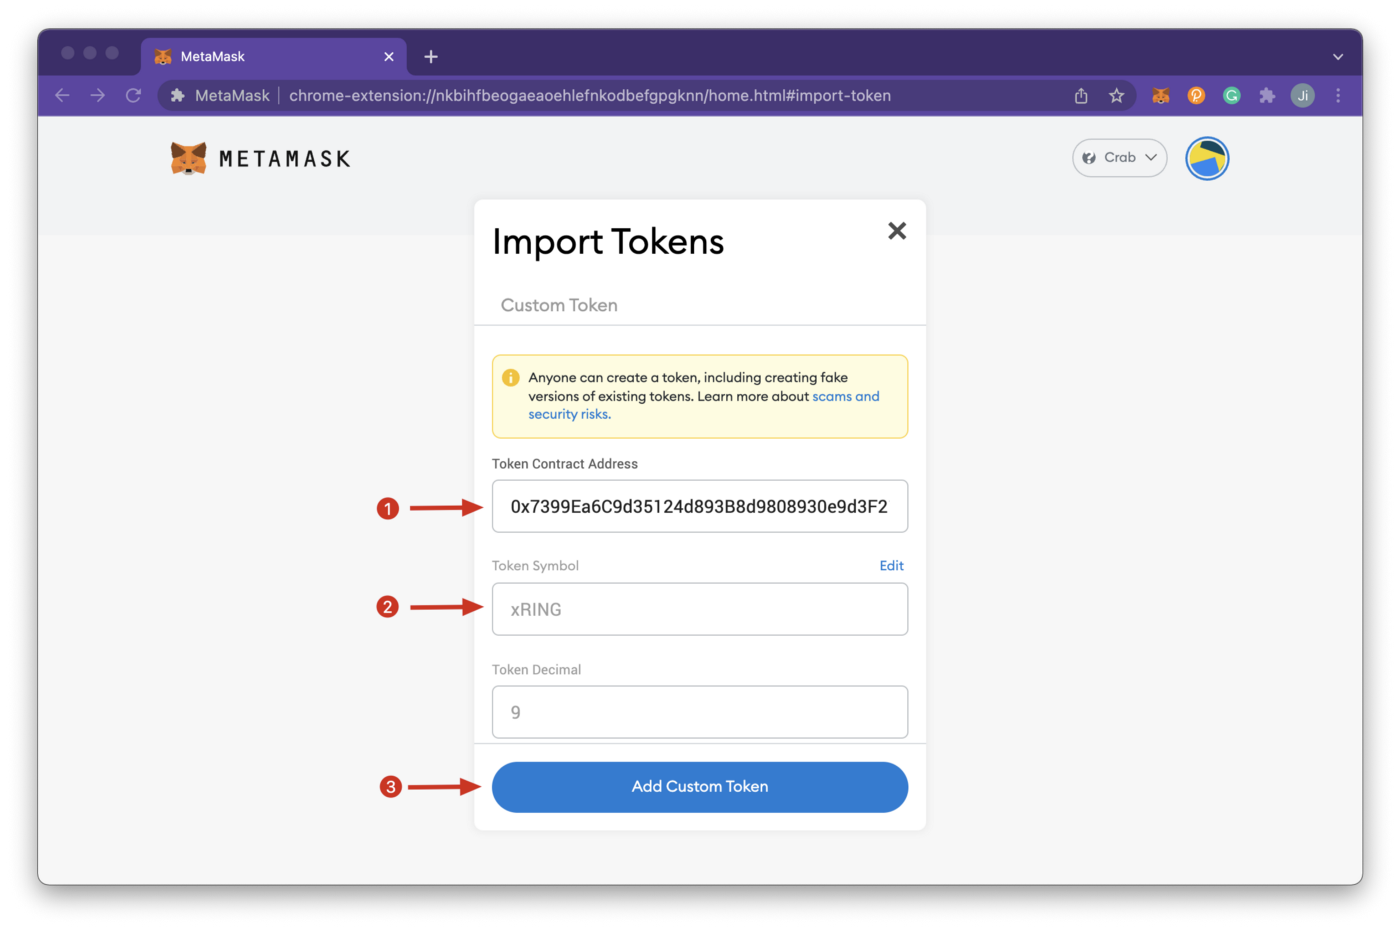 MetaMask
MetaMask | chrome-extension://nkbihfbeogaeaoehlefnkodbefgpgknn/home.html#import-token
Ji
METAMASK
Crab
Import Tokens
Custom Token
Anyone can create a token, including creating fake
versions of existing tokens. Learn more about scams and
security risks.
Token Contract Address
1
0x7399Ea6C9d35124d893B8d9808930e9d3F2
Token Symbol
Edit
2
xRING
Token Decimal
9
3
Add Custom Token